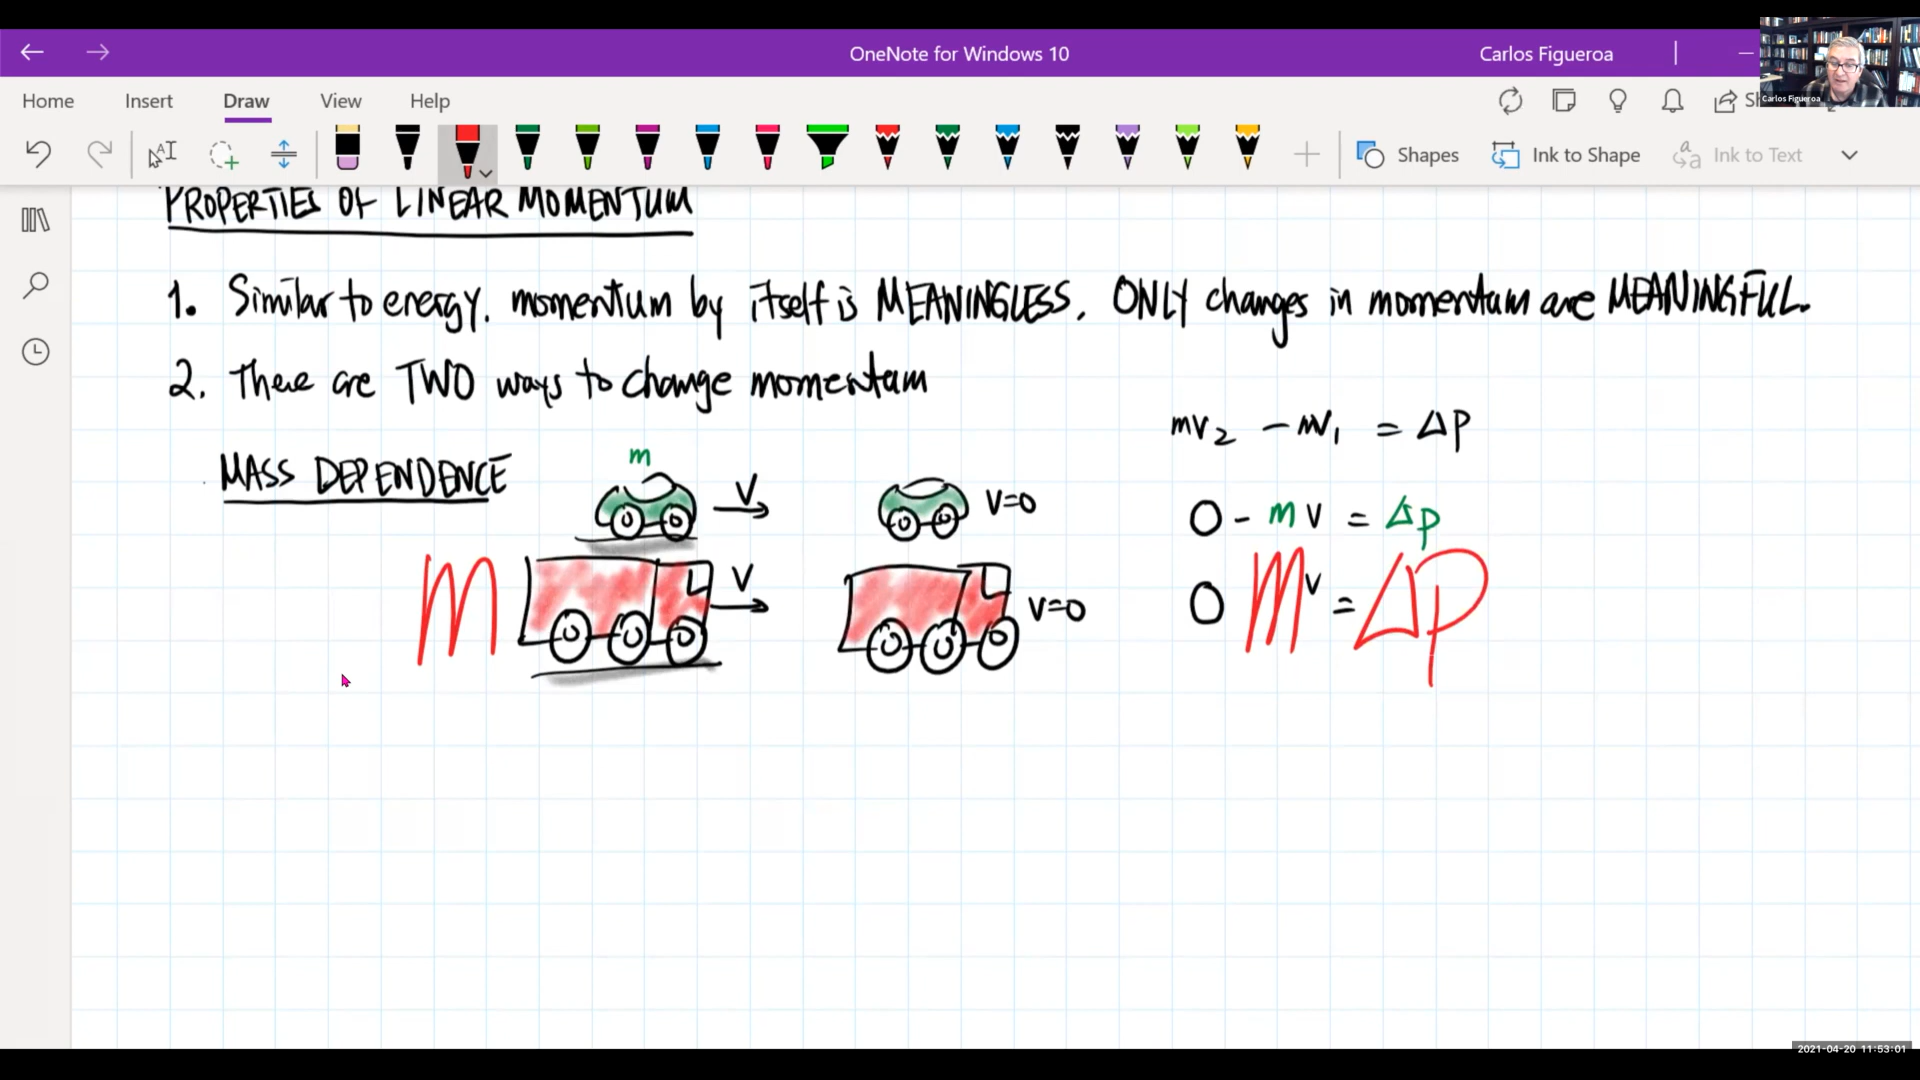 OneNote for Windows 10
Carlos Figueroa
Carlos Figueroa
Home Insert Draw View Help
Shapes Ink to Shape Ink to Text
PROPERTIES OF LINEAR MOMENTUM
1. Similar to energy. momentum by itself is MEANINGLESS. ONLY changes in momentum are MEANINGFUL.
2. There are TWO ways to change momentum
mv₂ - mv₁ = Δp
MASS DEPENDENCE
m
V
V=0
0 - mv = Δp
M
V
V=0
0 Mv = Δp
2021-04-20 11:53:01